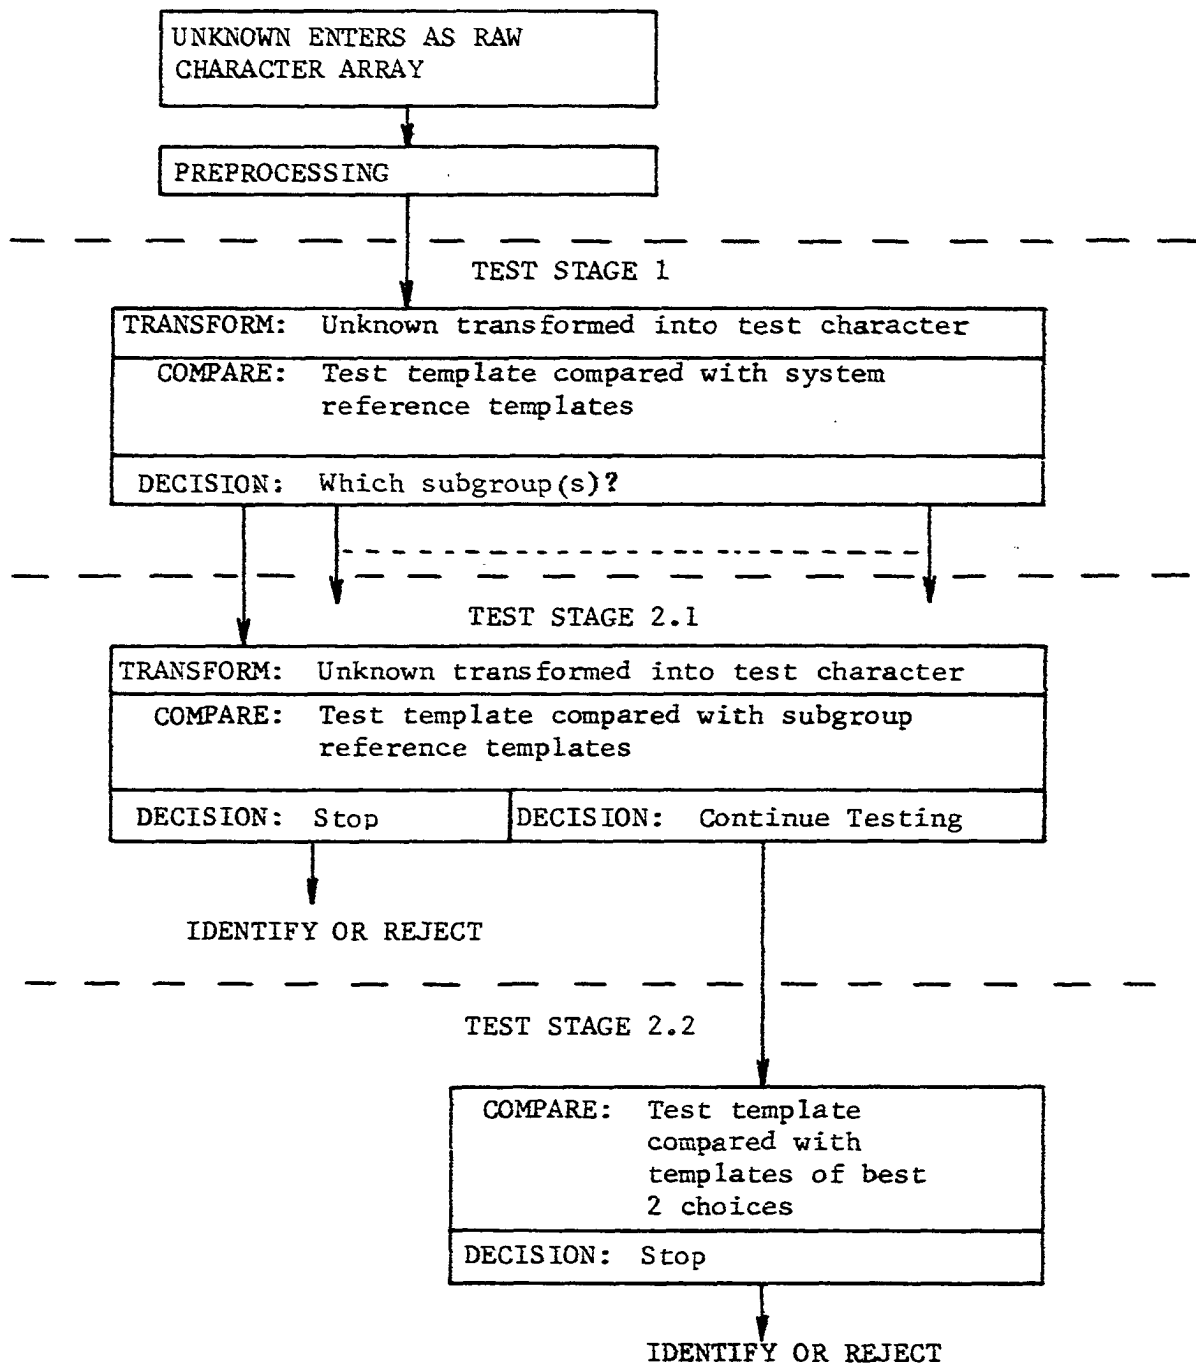 UNKNOWN ENTERS AS RAW
CHARACTER ARRAY
PREPROCESSING
TEST STAGE 1
TRANSFORM: Unknown transformed into test character
COMPARE: Test template compared with system
reference templates
DECISION: Which subgroup(s)?
TEST STAGE 2.1
TRANSFORM: Unknown transformed into test character
COMPARE: Test template compared with subgroup
reference templates
DECISION: Stop DECISION: Continue Testing
IDENTIFY OR REJECT
TEST STAGE 2.2
COMPARE: Test template
compared with
templates of best
2 choices
DECISION: Stop
IDENTIFY OR REJECT